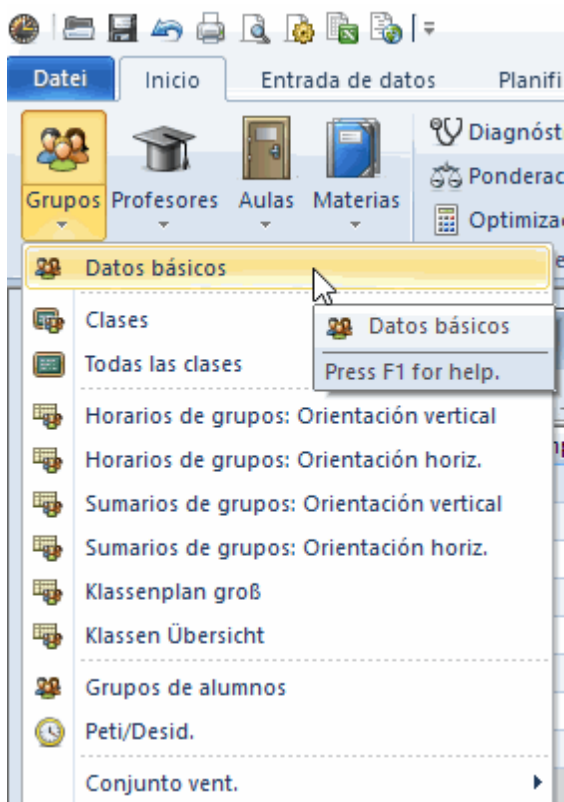 Datei Inicio Entrada de datos Planifi
Grupos Profesores Aulas Materias
Diagnóst
Ponderac
Optimiza
Datos básicos
Clases
Todas las clases
Datos básicos
Press F1 for help.
Horarios de grupos: Orientación vertical
Horarios de grupos: Orientación horiz.
Sumarios de grupos: Orientación vertical
Sumarios de grupos: Orientación horiz.
Klassenplan groß
Klassen Übersicht
Grupos de alumnos
Peti/Desid.
Conjunto vent.